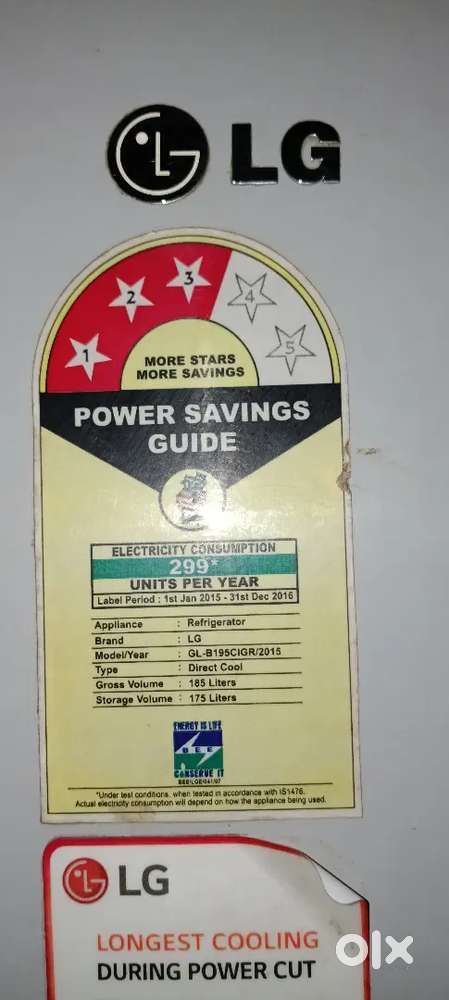 LG
1
2
3
4
5
MORE STARS
MORE SAVINGS
POWER SAVINGS
GUIDE
ELECTRICITY CONSUMPTION
299*
UNITS PER YEAR
Label Period : 1st Jan 2015 - 31st Dec 2016
Appliance : Refrigerator
Brand : LG
Model/Year : GL-B195CIGR/2015
Type : Direct Cool
Gross Volume : 185 Liters
Storage Volume : 175 Liters
ENERGY IS LIFE
BEE
CONSERVE IT
*Under test conditions, when tested in accordance with IS1476.
Actual electricity consumption will depend on how the appliance being used.
LG
LONGEST COOLING
DURING POWER CUT
olx